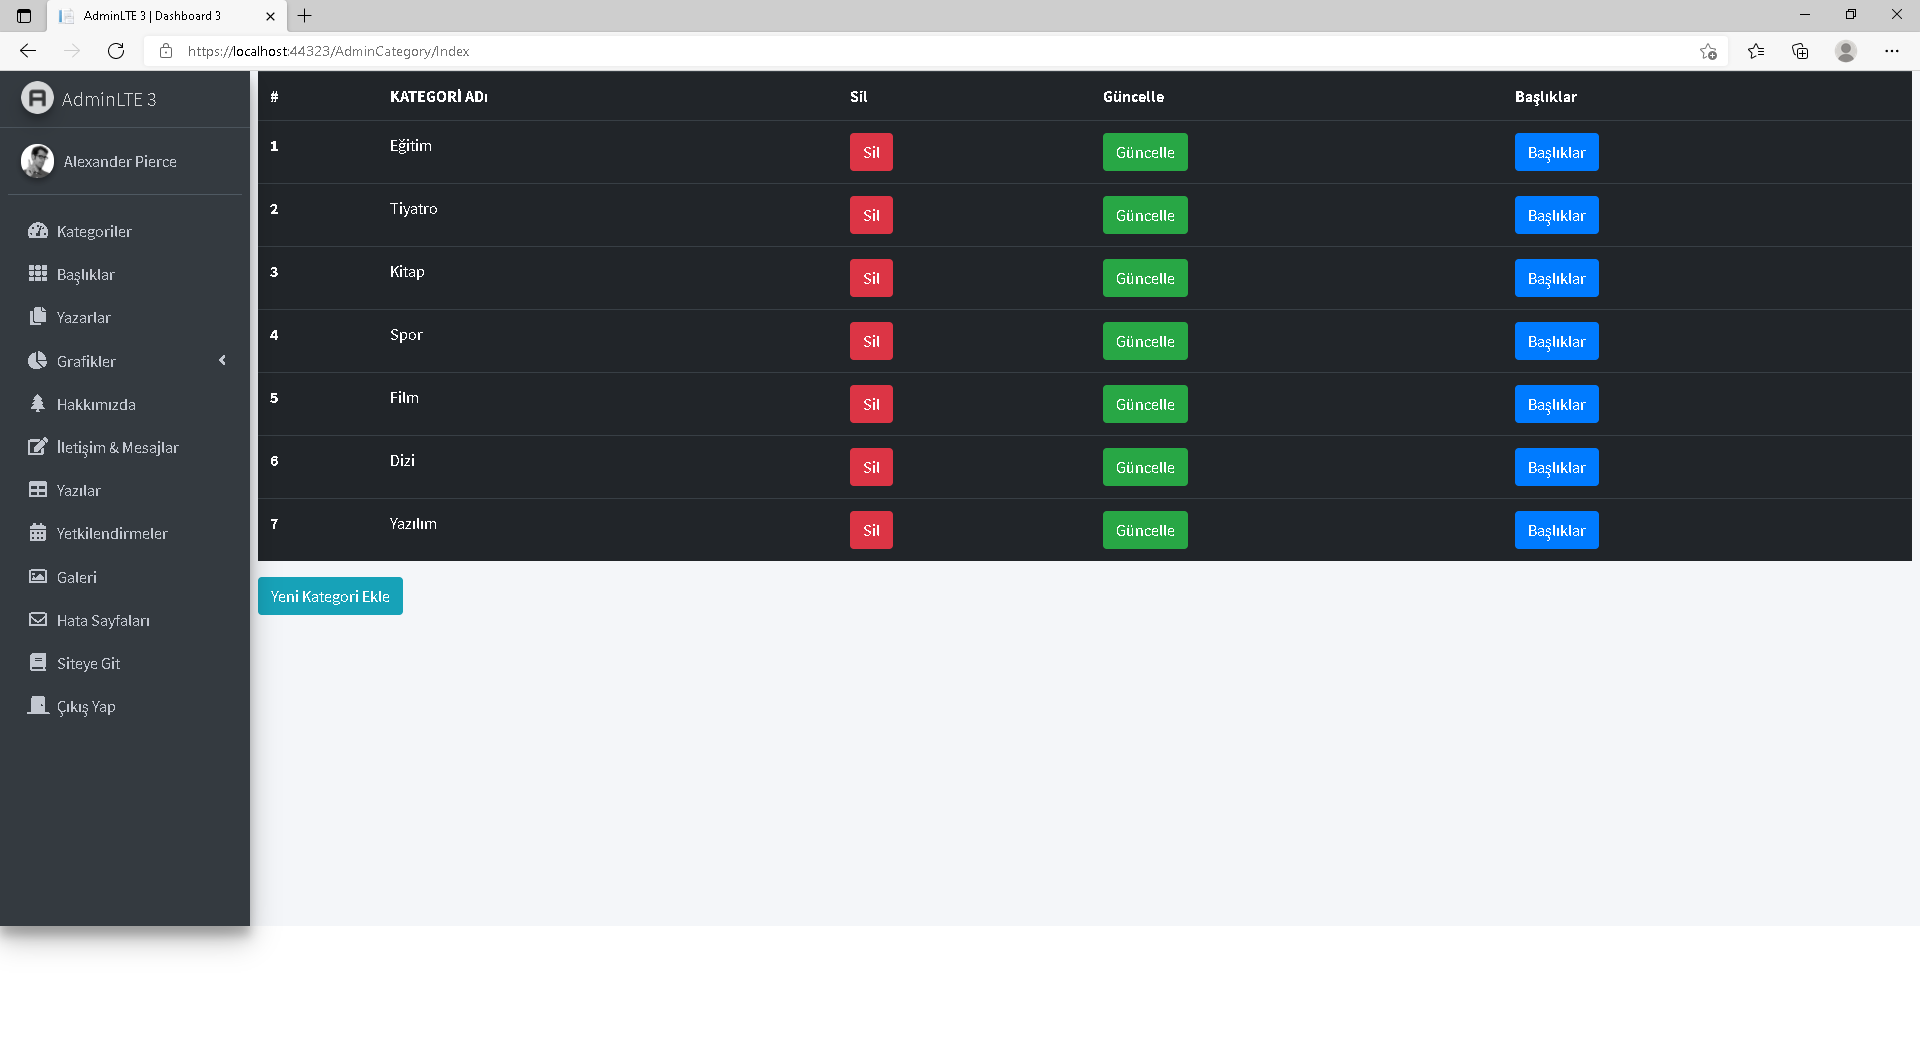 AdminLTE 3 | Dashboard 3
https://localhost:44323/AdminCategory/Index
AdminLTE 3
Alexander Pierce
Kategoriler
Başlıklar
Yazarlar
Grafikler
Hakkımızda
İletişim & Mesajlar
Yazılar
Yetkilendirmeler
Galeri
Hata Sayfaları
Siteye Git
Çıkış Yap
# KATEGORİ ADı Sil Güncelle Başlıklar
1 Eğitim Sil Güncelle Başlıklar
2 Tiyatro Sil Güncelle Başlıklar
3 Kitap Sil Güncelle Başlıklar
4 Spor Sil Güncelle Başlıklar
5 Film Sil Güncelle Başlıklar
6 Dizi Sil Güncelle Başlıklar
7 Yazılım Sil Güncelle Başlıklar
Yeni Kategori Ekle